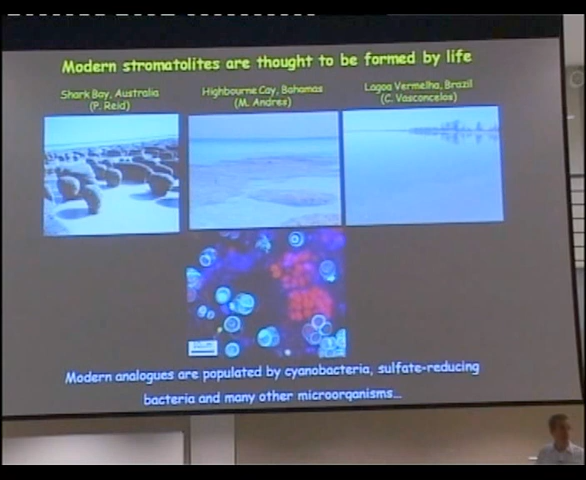 Modern stromatolites are thought to be formed by life
Shark Bay, Australia
(P. Reid)
Highbourne Cay, Bahamas
(M. Andres)
Lagoa Vermelha, Brazil
(C. Vasconcelos)
Modern analogues are populated by cyanobacteria, sulfate-reducing
bacteria and many other microorganisms...